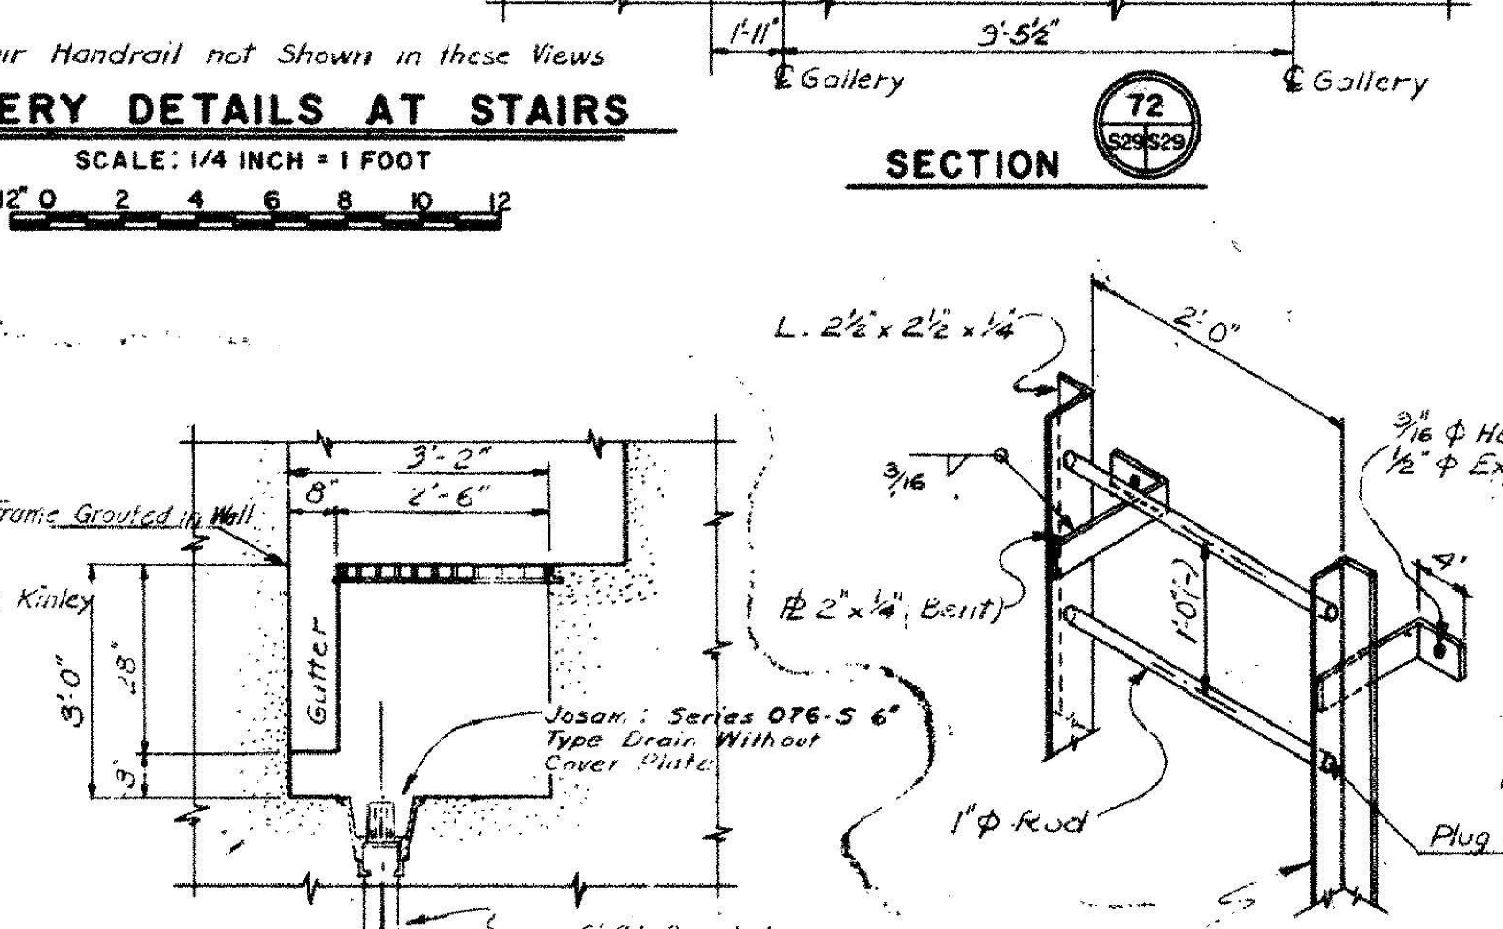 1'-11"
9'-5½"
Handrail not Shown in these Views
℄ Gallery
℄ Gallery
DETAILS AT STAIRS
SCALE: 1/4 INCH = 1 FOOT
12" 0 2 4 6 8 10 12
SECTION
72
S29 S29
L. 2½" x 2½" x ¼"
2'-0"
3/16
3/16" ϕ
½" ϕ
4"
℄ 2" x ¼" (Bent)
1'-0"(-)
1" ϕ Rod
Plug
3'-2"
8"
2'-6"
Frame Grouted in Wall
Kinley
3'-0"
28"
3"
Gutter
Josam: Series 076-S 6"
Type Drain Without
Cover Plate